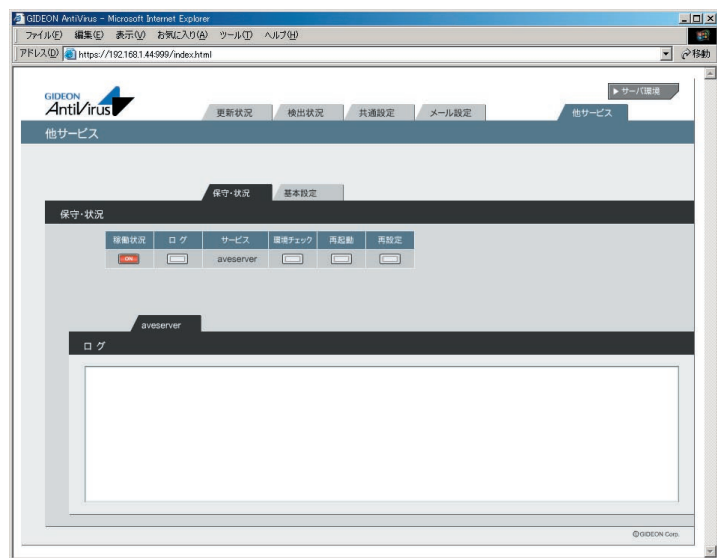 GIDEON AntiVirus - Microsoft Internet Explorer
ファイル(F) 編集(E) 表示(V) お気に入り(A) ツール(T) ヘルプ(H)
アドレス(D) https://192.168.1.44:999/index.html 移動
サーバ環境
GIDEON
AntiVirus
更新状況 検出状況 共通設定 メール設定 他サービス
他サービス
保守・状況 基本設定
保守・状況
稼働状況 ログ サービス 環境チェック 再起動 再設定
ON aveserver
aveserver
ログ
©GIDEON Corp.